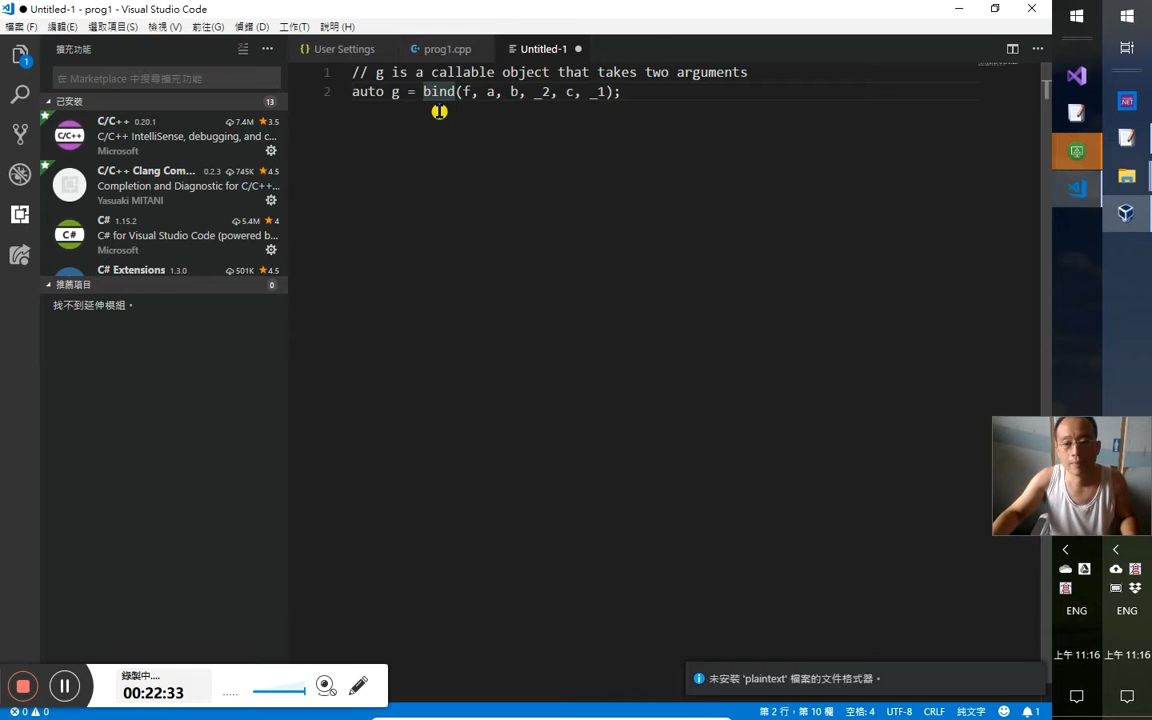 Untitled-1 - prog1 - Visual Studio Code
檔案(F) 編輯(E) 選取項目(S) 檢視(V) 前往(G) 偵錯(D) 工作(T) 說明(H)
擴充功能
User Settings
prog1.cpp
Untitled-1
在 Marketplace 中搜尋擴充功能
已安裝 13
C/C++ 0.20.1 7.4M 3.5
C/C++ IntelliSense, debugging, and c...
Microsoft
C/C++ Clang Com... 0.2.3 745K 4.5
Completion and Diagnostic for C/C++...
Yasuaki MITANI
C# 1.15.2 5.4M 4
C# for Visual Studio Code (powered b...
Microsoft
C# Extensions 1.3.0 501K 4.5
推薦項目 0
找不到延伸模組。
1 // g is a callable object that takes two arguments
2 auto g = bind(f, a, b, _2, c, _1);
ENG ENG
上午 11:16 上午 11:16
錄製中....
00:22:33
未安裝 'plaintext' 檔案的文件格式器。
0 0
第 2 行，第 10 欄 空格: 4 UTF-8 CRLF 純文字 1